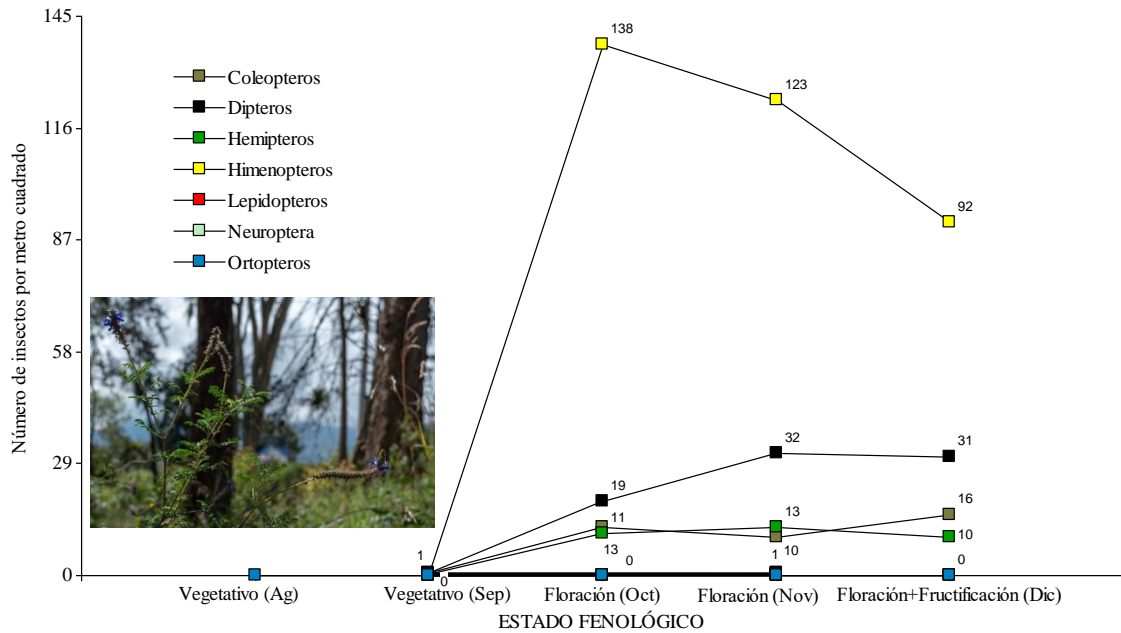 145
116
87
58
29
0
Número de insectos por metro cuadrado
Coleopteros
Dipteros
Hemipteros
Himenopteros
Lepidopteros
Neuroptera
Ortopteros
138
123
92
19
32
31
11
13
16
13
10
10
1
0
1
0
0
Vegetativo (Ag) Vegetativo (Sep) Floración (Oct) Floración (Nov) Floración+Fructificación (Dic)
ESTADO FENOLÓGICO